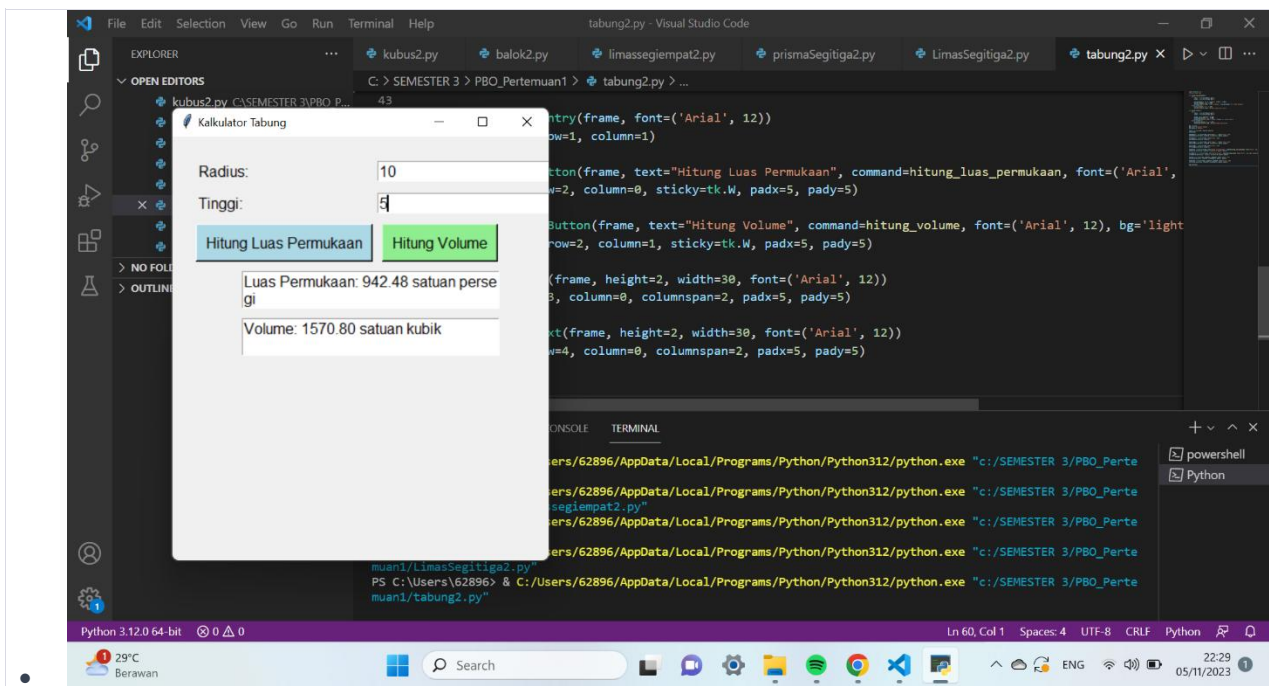 File Edit Selection View Go Run Terminal Help tabung2.py - Visual Studio Code
EXPLORER
kubus2.py balok2.py limassegiempat2.py prismaSegitiga2.py LimasSegitiga2.py tabung2.py
OPEN EDITORS
C: > SEMESTER 3 > PBO_Pertemuan1 > tabung2.py > ...
kubus2.py C:\SEMESTER 3\PBO_P...
43
Kalkulator Tabung
Radius: 10
Tinggi: 5
Hitung Luas Permukaan Hitung Volume
Luas Permukaan: 942.48 satuan perse
gi
Volume: 1570.80 satuan kubik
NO FOL
OUTLIN
ntry(frame, font=('Arial', 12))
ow=1, column=1)
tton(frame, text="Hitung Luas Permukaan", command=hitung_luas_permukaan, font=('Arial',
w=2, column=0, sticky=tk.W, padx=5, pady=5)
Button(frame, text="Hitung Volume", command=hitung_volume, font=('Arial', 12), bg='light
row=2, column=1, sticky=tk.W, padx=5, pady=5)
(frame, height=2, width=30, font=('Arial', 12))
3, column=0, columnspan=2, padx=5, pady=5)
xt(frame, height=2, width=30, font=('Arial', 12))
w=4, column=0, columnspan=2, padx=5, pady=5)
ONSOLE TERMINAL
powershell
Python
ers/62896/AppData/Local/Programs/Python/Python312/python.exe "c:/SEMESTER 3/PBO_Perte
ers/62896/AppData/Local/Programs/Python/Python312/python.exe "c:/SEMESTER 3/PBO_Perte
segiempat2.py"
ers/62896/AppData/Local/Programs/Python/Python312/python.exe "c:/SEMESTER 3/PBO_Perte
ers/62896/AppData/Local/Programs/Python/Python312/python.exe "c:/SEMESTER 3/PBO_Perte
muan1/LimasSegitiga2.py"
PS C:\Users\62896> & C:/Users/62896/AppData/Local/Programs/Python/Python312/python.exe "c:/SEMESTER 3/PBO_Perte
muan1/tabung2.py"
Python 3.12.0 64-bit 0 0 Ln 60, Col 1 Spaces: 4 UTF-8 CRLF Python
1
29°C
Berawan
Search
ENG
22:29
05/11/2023
1